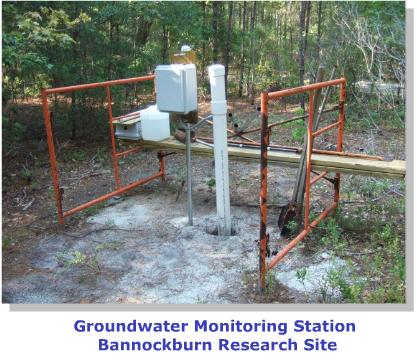 Groundwater Monitoring Station
Bannockburn Research Site